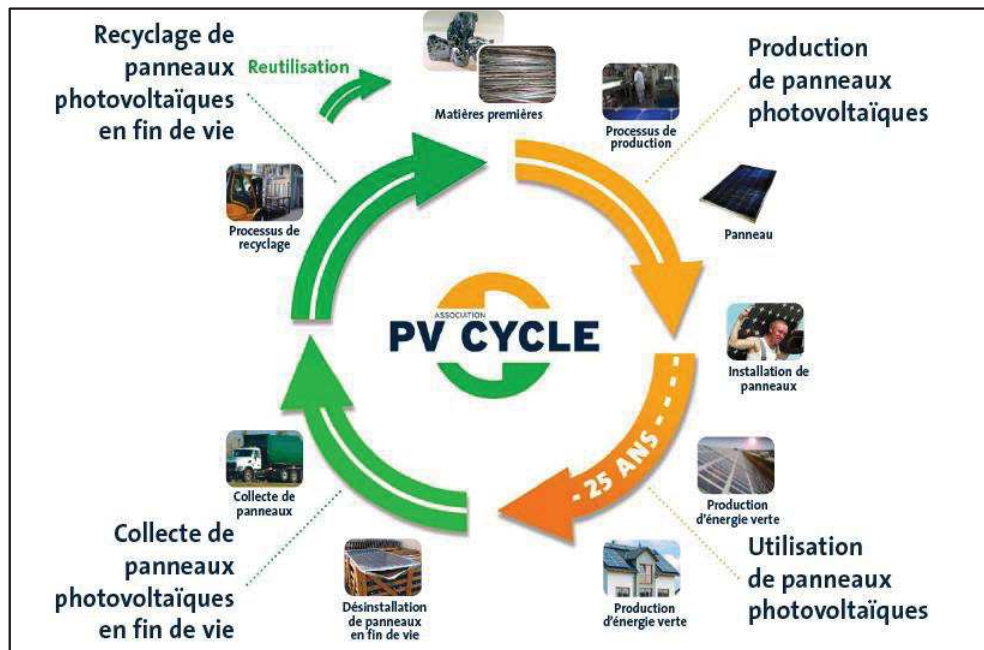 Recyclage de
panneaux
photovoltaïques
en fin de vie
Reutilisation
Matières premières
Processus de
production
Production
de panneaux
photovoltaïques
Panneau
Processus de
recyclage
ASSOCIATION
PV CYCLE
Installation de
panneaux
- 25 ANS -
Production
d'énergie verte
Utilisation
de panneaux
photovoltaïques
Production
d'énergie verte
Désinstallation
de panneaux
en fin de vie
Collecte de
panneaux
Collecte de
panneaux
photovoltaïques
en fin de vie